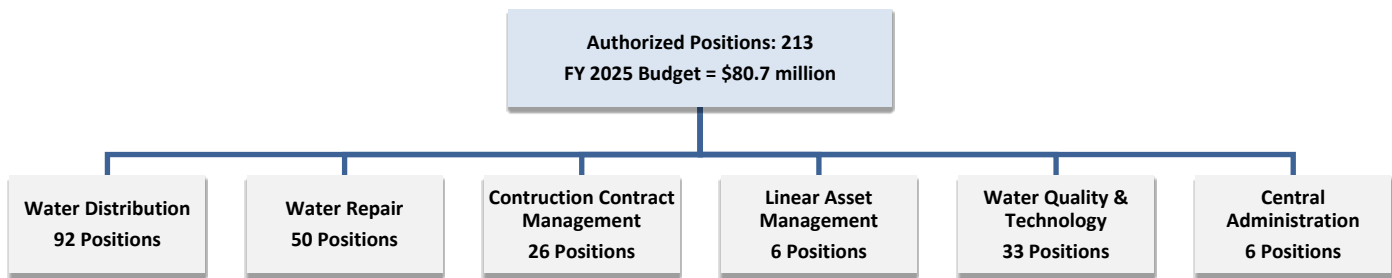 Authorized Positions: 213
FY 2025 Budget = $80.7 million
Water Distribution
92 Positions
Water Repair
50 Positions
Contruction Contract
Management
26 Positions
Linear Asset
Management
6 Positions
Water Quality &
Technology
33 Positions
Central
Administration
6 Positions